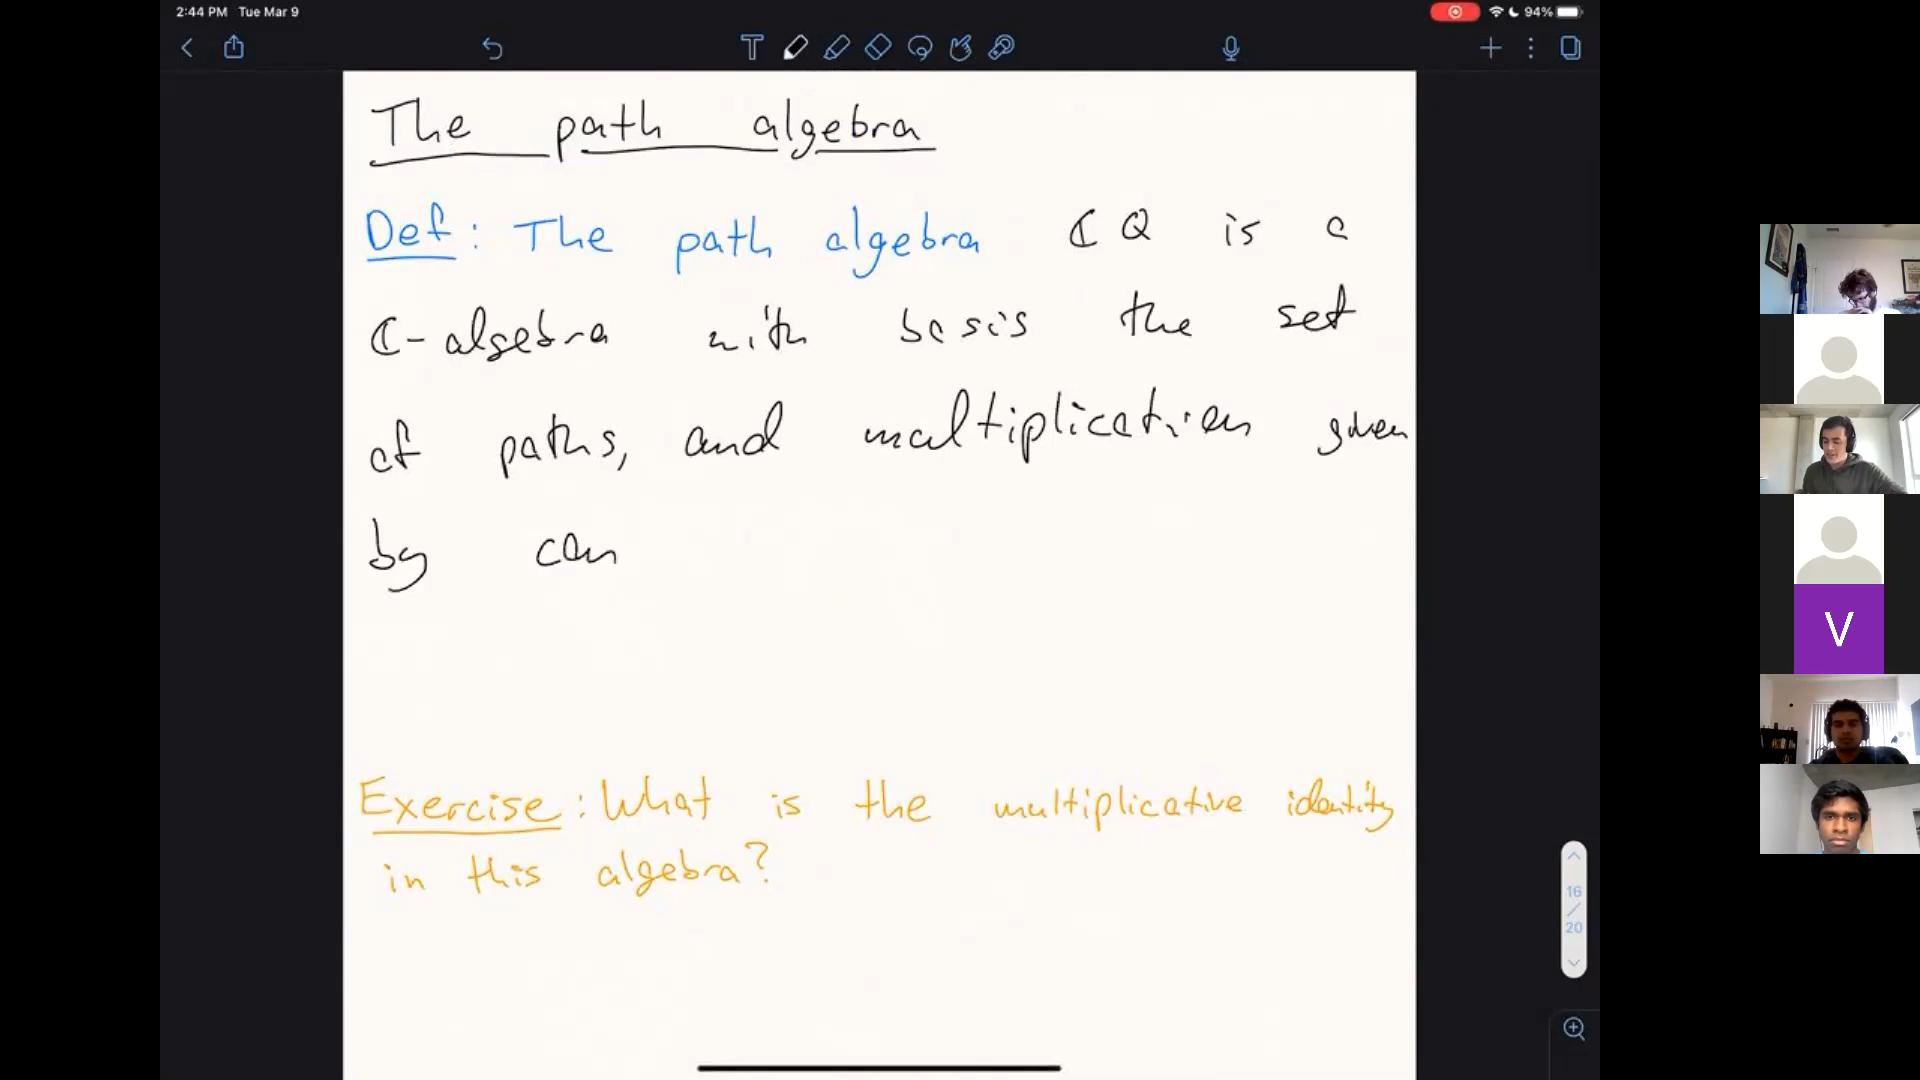 2:44 PM Tue Mar 9
94%
The path algebra
Def: The path algebra ℂQ is a
ℂ-algebra with basis the set
of paths, and multiplication given
by con
Exercise: What is the multiplicative identity
in this algebra?
16
/
20
V